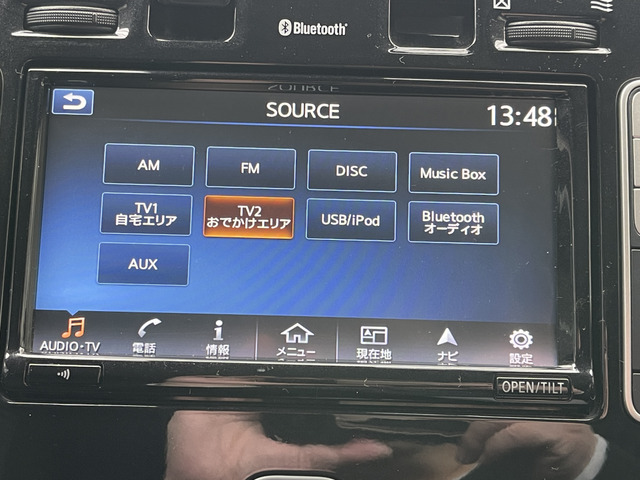 Bluetooth®
SOURCE
13:48
AM
FM
DISC
Music Box
TV1
自宅エリア
TV2
おでかけエリア
USB/iPod
Bluetooth
オーディオ
AUX
AUDIO・TV
電話
情報
メニュー
現在地
ナビ
設定
OPEN/TILT